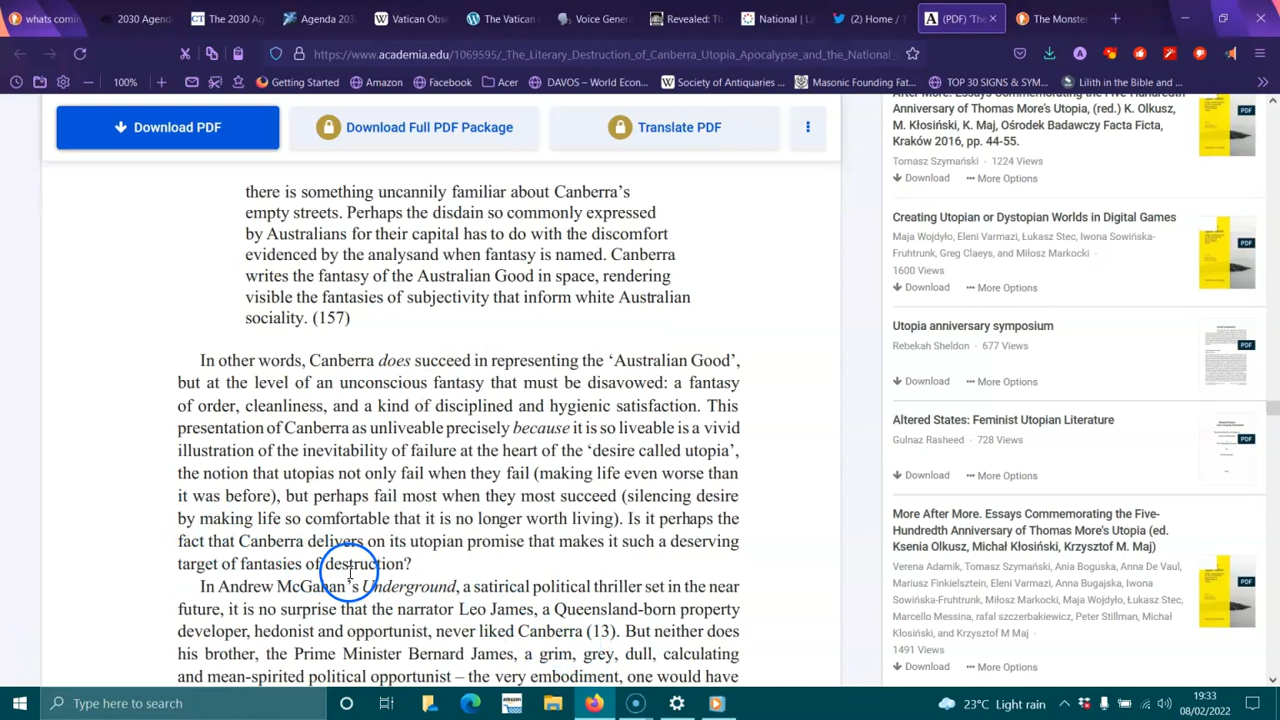 whats comin
2030 Agend
The 2030 Ag
Agenda 203
Vatican Obse
The Vatican
Voice Gener
Revealed: Th
National | La
(2) Home / T
(PDF) 'The
The Monster
https://www.academia.edu/1069595/_The_Literary_Destruction_of_Canberra_Utopia_Apocalypse_and_the_National
100%
Getting Started
Amazon
Facebook
Acer
DAVOS – World Econ...
Society of Antiquaries ...
Masonic Founding Fat...
TOP 30 SIGNS & SYM...
Lilith in the Bible and ...
Download PDF
Download Full PDF Package
Translate PDF
there is something uncannily familiar about Canberra's
empty streets. Perhaps the disdain so commonly expressed
by Australians for their capital has to do with the discomfort
evidenced by the analysand when fantasy is named. Canberra
writes the fantasy of the Australian Good in space, rendering
visible the fantasies of subjectivity that inform white Australian
sociality. (157)
In other words, Canberra does succeed in representing the 'Australian Good',
but at the level of an unconscious fantasy that must be disavowed: a fantasy
of order, cleanliness, and a kind of disciplined and hygienic satisfaction. This
presentation of Canberra as unliveable precisely because it is so liveable is a vivid
illustration of the inevitability of failure at the heart of the 'desire called utopia',
the notion that utopias not only fail when they fail (making life even worse than
it was before), but perhaps fail most when they most succeed (silencing desire
by making life so comfortable that it is no longer worth living). Is it perhaps the
fact that Canberra delivers on its utopian promise that makes it such a deserving
target of fantasies of destruction?
In Andrew McGahan's Underground, a satirical political thriller set in the near
future, it is no surprise that the narrator Leo James, a Queensland-born property
developer, hedonist and opportunist, never liked Canberra (13). But neither does
his brother, the Prime Minister Bernard James, a grim, grey, dull, calculating
and mean-spirited political opportunist – the very embodiment, one would have
After More. Essays Commemorating the Five-Hundredth
Anniversary of Thomas More's Utopia, (red.) K. Olkusz,
M. Kłosiński, K. Maj, Ośrodek Badawczy Facta Ficta,
Kraków 2016, pp. 44-55.
Tomasz Szymański · 1224 Views
Download
More Options
PDF
Creating Utopian or Dystopian Worlds in Digital Games
Maja Wojdyło, Eleni Varmazi, Łukasz Stec, Iwona Sowińska-
Fruhtrunk, Greg Claeys, and Miłosz Markocki ·
1600 Views
Download
More Options
PDF
Utopia anniversary symposium
Rebekah Sheldon · 677 Views
Download
More Options
PDF
Altered States: Feminist Utopian Literature
Gulnaz Rasheed · 728 Views
Download
More Options
PDF
More After More. Essays Commemorating the Five-
Hundredth Anniversary of Thomas More's Utopia (ed.
Ksenia Olkusz, Michał Kłosiński, Krzysztof M. Maj)
Verena Adamik, Tomasz Szymański, Ania Boguska, Anna De Vaul,
Mariusz Finkielsztein, Eleni Varmazi, Anna Bugajska, Iwona
Sowińska-Fruhtrunk, Miłosz Markocki, Maja Wojdyło, Łukasz Stec,
Marcello Messina, rafal szczerbakiewicz, Peter Stillman, Michał
Kłosiński, and Krzysztof M Maj ·
1491 Views
Download
More Options
PDF
Type here to search
23°C Light rain
19:33
08/02/2022